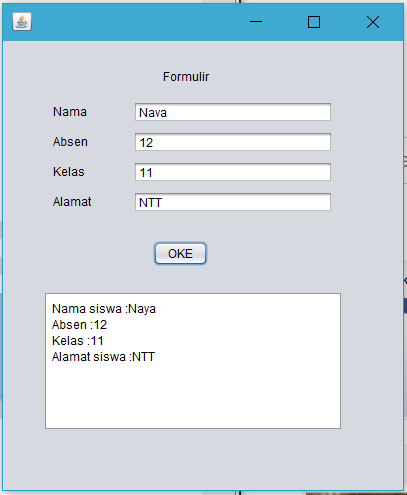 Formulir
Nama Naya
Absen 12
Kelas 11
Alamat NTT
OKE
Nama siswa :Naya
Absen :12
Kelas :11
Alamat siswa :NTT